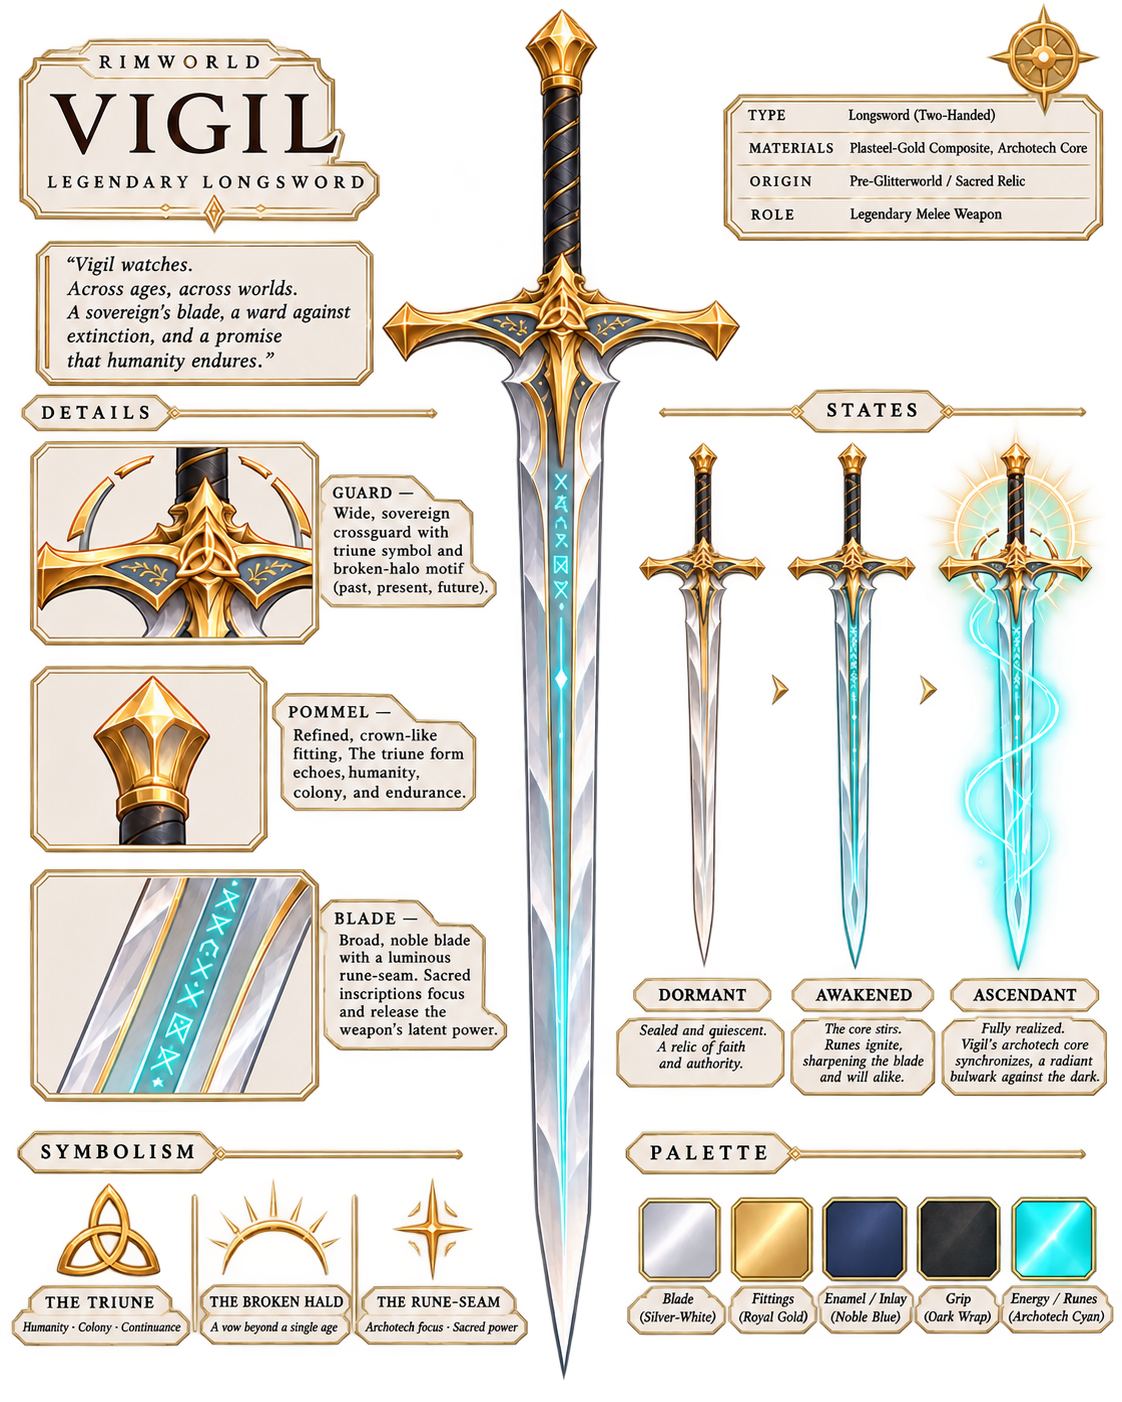 RIMWORLD
VIGIL
LEGENDARY LONGSWORD
TYPE Longsword (Two-Handed)
MATERIALS Plasteel-Gold Composite, Archotech Core
ORIGIN Pre-Glitterworld / Sacred Relic
ROLE Legendary Melee Weapon
“Vigil watches.
Across ages, across worlds.
A sovereign’s blade, a ward against
extinction, and a promise
that humanity endures.”
DETAILS
GUARD —
Wide, sovereign
crossguard with
triune symbol and
broken-halo motif
(past, present, future).
POMMEL —
Refined, crown-like
fitting, The triune form
echoes, humanity,
colony, and endurance.
BLADE —
Broad, noble blade
with a luminous
rune-seam. Sacred
inscriptions focus
and release the
weapon’s latent power.
STATES
DORMANT
Sealed and quiescent.
A relic of faith
and authority.
AWAKENED
The core stirs.
Runes ignite,
sharpening the blade
and will alike.
ASCENDANT
Fully realized.
Vigil’s archotech core
synchronizes, a radiant
bulwark against the dark.
SYMBOLISM
THE TRIUNE
Humanity · Colony · Continuance
THE BROKEN HALD
A vow beyond a single age
THE RUNE-SEAM
Archotech focus · Sacred power
PALETTE
Blade
(Silver-White)
Fittings
(Royal Gold)
Enamel / Inlay
(Noble Blue)
Grip
(Oark Wrap)
Energy / Runes
(Archotech Cyan)